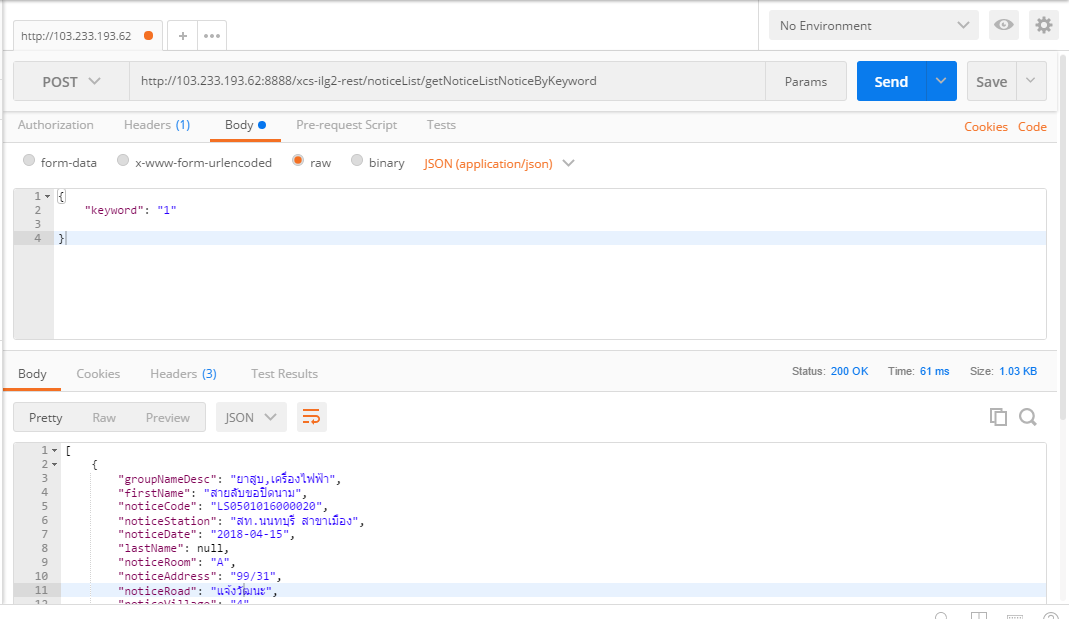 http://103.233.193.62
No Environment
POST http://103.233.193.62:8888/xcs-ilg2-rest/noticeList/getNoticeListNoticeByKeyword Params Send Save
Authorization Headers (1) Body Pre-request Script Tests Cookies Code
form-data x-www-form-urlencoded raw binary JSON (application/json)
1 {
2 "keyword": "1"
3
4 }
Body Cookies Headers (3) Test Results Status: 200 OK Time: 61 ms Size: 1.03 KB
Pretty Raw Preview JSON
1 [
2 {
3 "groupNameDesc": "ยาสูบ,เครื่องไฟฟ้า",
4 "firstName": "สายลับขอปิดนาม",
5 "noticeCode": "LS0501016000020",
6 "noticeStation": "สท.นนทบุรี สาขาเมือง",
7 "noticeDate": "2018-04-15",
8 "lastName": null,
9 "noticeRoom": "A",
10 "noticeAddress": "99/31",
11 "noticeRoad": "แจ้งวัฒนะ",
12 "noticeVillage": "4"